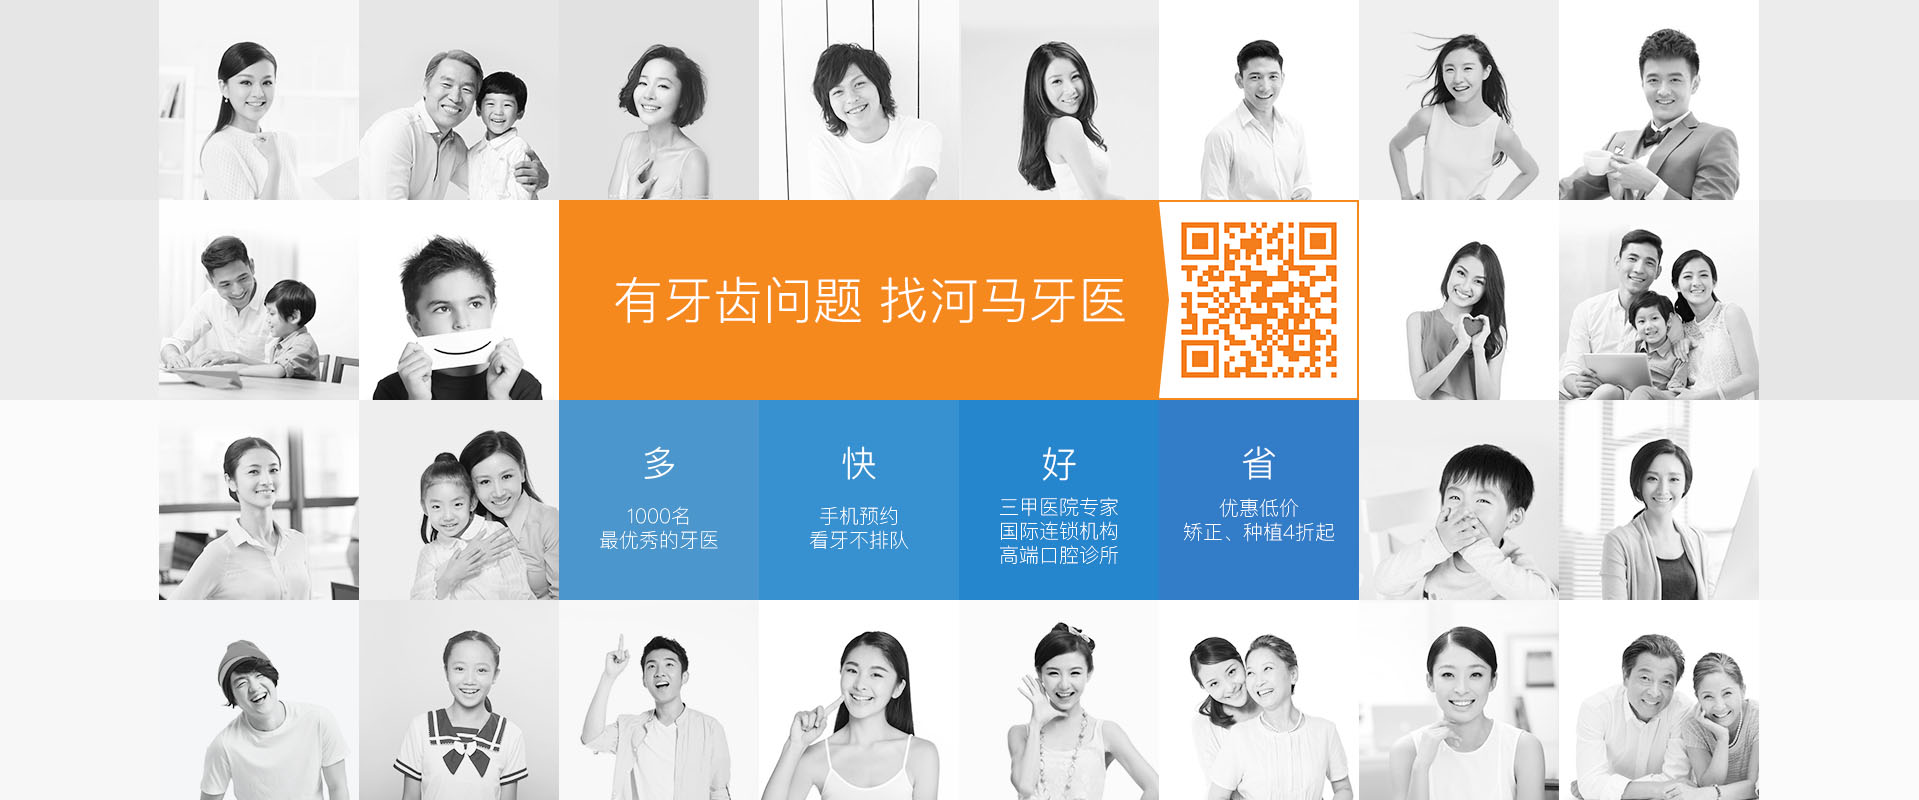 有牙齿问题 找河马牙医
多
1000名
最优秀的牙医
快
手机预约
看牙不排队
好
三甲医院专家
国际连锁机构
高端口腔诊所
省
优惠低价
矫正、种植4折起